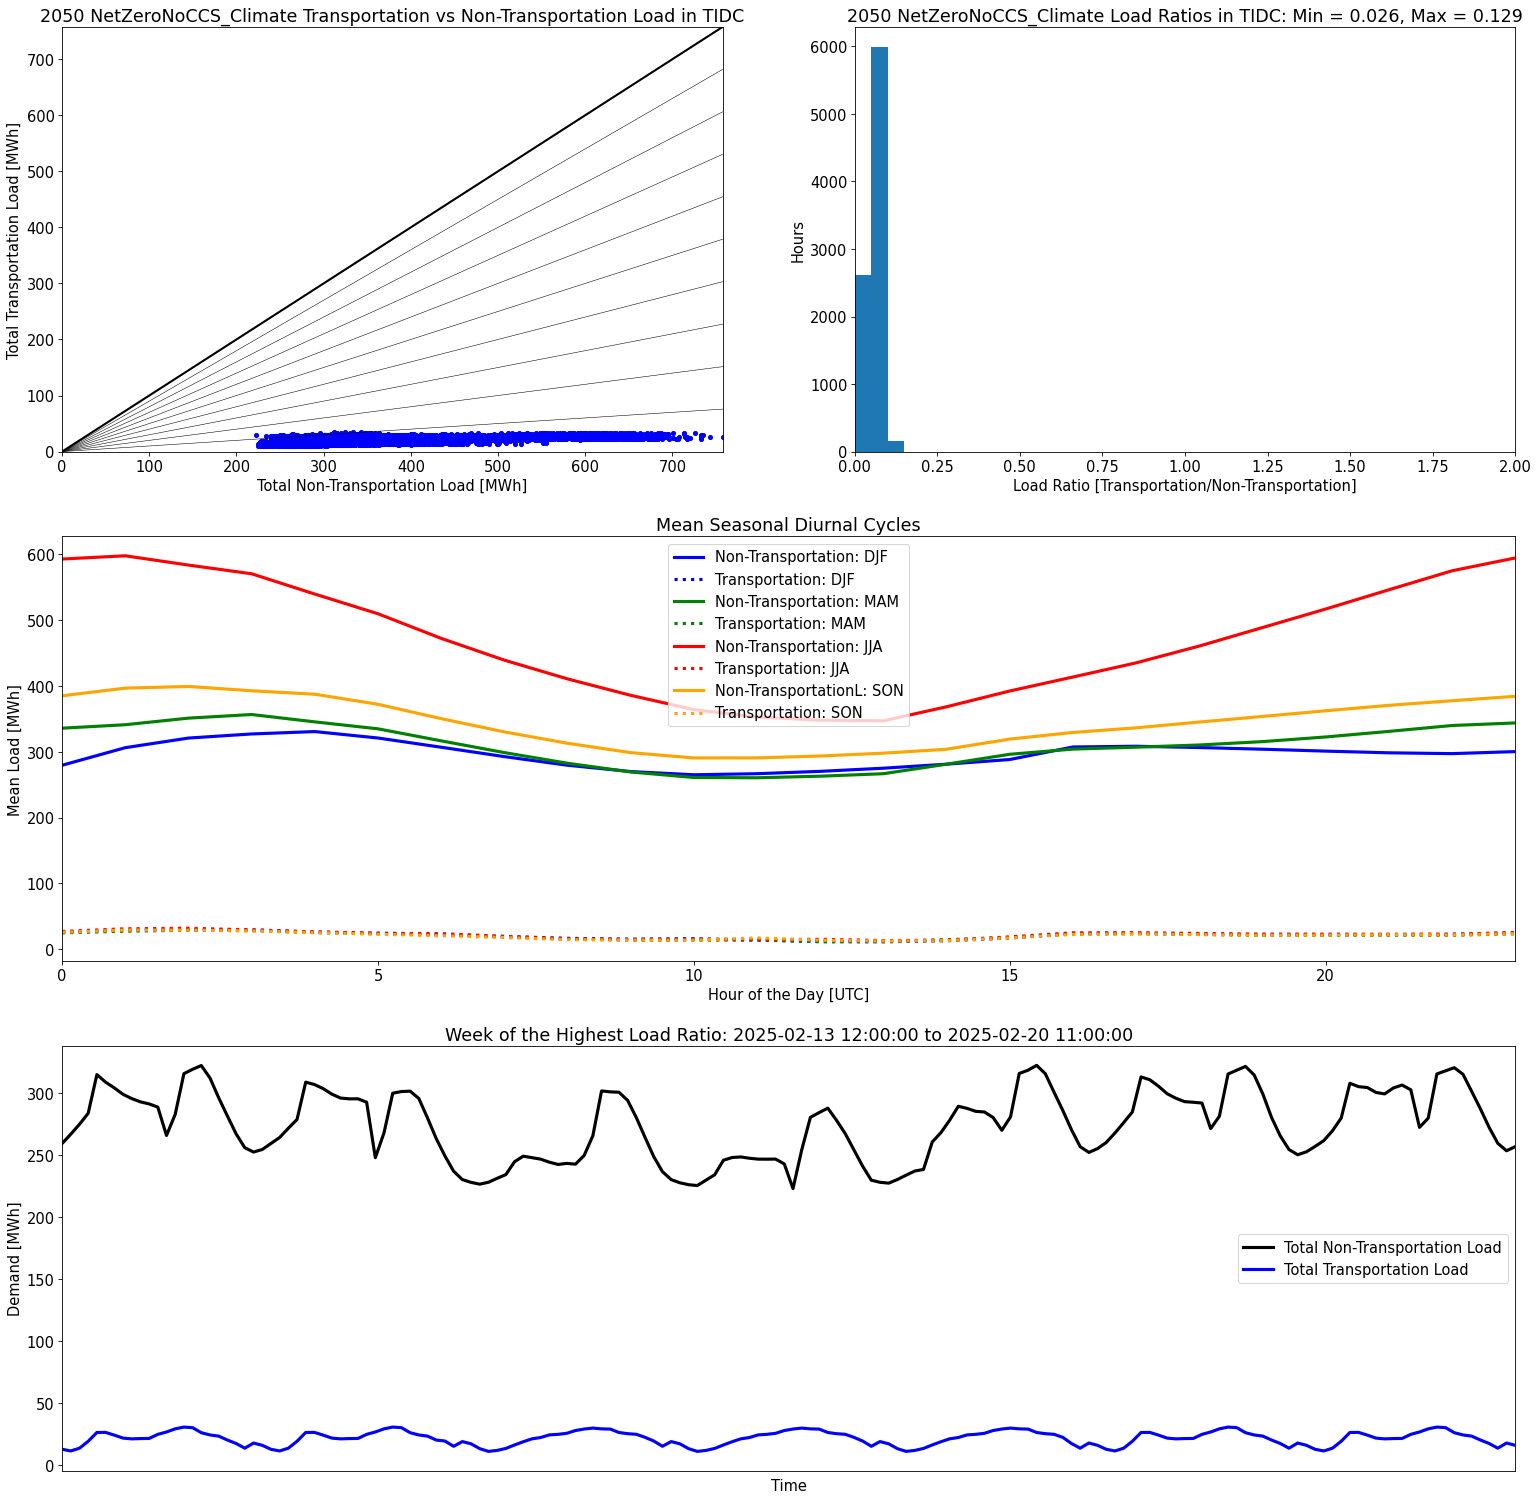 2050 NetZeroNoCCS_Climate Transportation vs Non-Transportation Load in TIDC
Total Transportation Load [MWh]
700
600
500
400
300
200
100
0
0 100 200 300 400 500 600 700
Total Non-Transportation Load [MWh]
2050 NetZeroNoCCS_Climate Load Ratios in TIDC: Min = 0.026, Max = 0.129
Hours
6000
5000
4000
3000
2000
1000
0
0.00 0.25 0.50 0.75 1.00 1.25 1.50 1.75 2.00
Load Ratio [Transportation/Non-Transportation]
Mean Seasonal Diurnal Cycles
Mean Load [MWh]
600
500
400
300
200
100
0
Non-Transportation: DJF
Transportation: DJF
Non-Transportation: MAM
Transportation: MAM
Non-Transportation: JJA
Transportation: JJA
Non-TransportationL: SON
Transportation: SON
0 5 10 15 20
Hour of the Day [UTC]
Week of the Highest Load Ratio: 2025-02-13 12:00:00 to 2025-02-20 11:00:00
Demand [MWh]
300
250
200
150
100
50
0
Total Non-Transportation Load
Total Transportation Load
Time